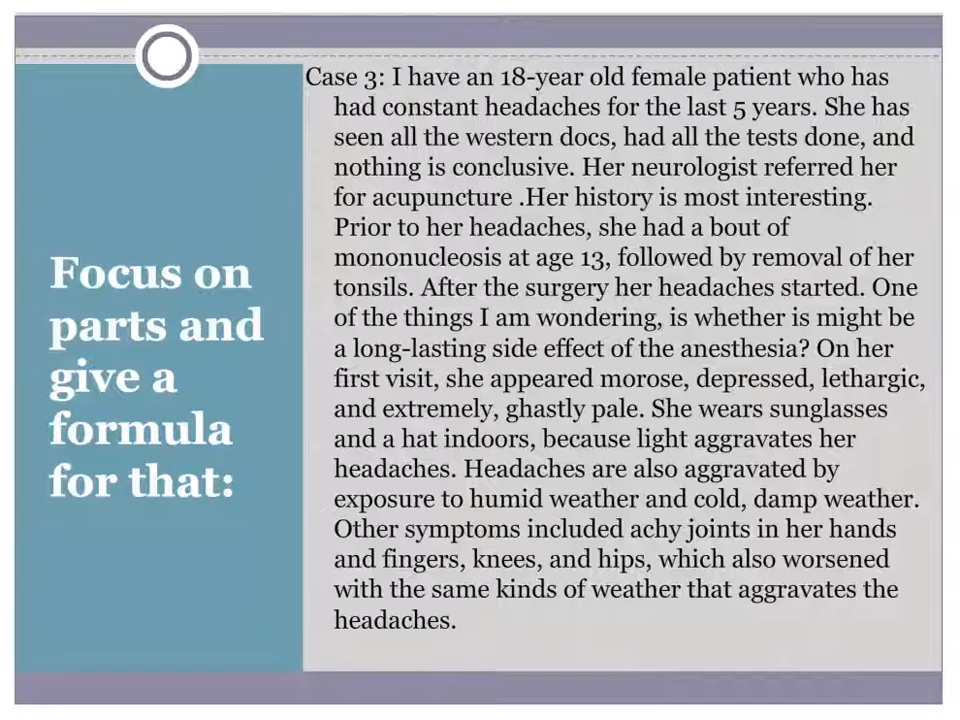 Focus on
parts and
give a
formula
for that:
Case 3: I have an 18-year old female patient who has
had constant headaches for the last 5 years. She has
seen all the western docs, had all the tests done, and
nothing is conclusive. Her neurologist referred her
for acupuncture .Her history is most interesting.
Prior to her headaches, she had a bout of
mononucleosis at age 13, followed by removal of her
tonsils. After the surgery her headaches started. One
of the things I am wondering, is whether is might be
a long-lasting side effect of the anesthesia? On her
first visit, she appeared morose, depressed, lethargic,
and extremely, ghastly pale. She wears sunglasses
and a hat indoors, because light aggravates her
headaches. Headaches are also aggravated by
exposure to humid weather and cold, damp weather.
Other symptoms included achy joints in her hands
and fingers, knees, and hips, which also worsened
with the same kinds of weather that aggravates the
headaches.